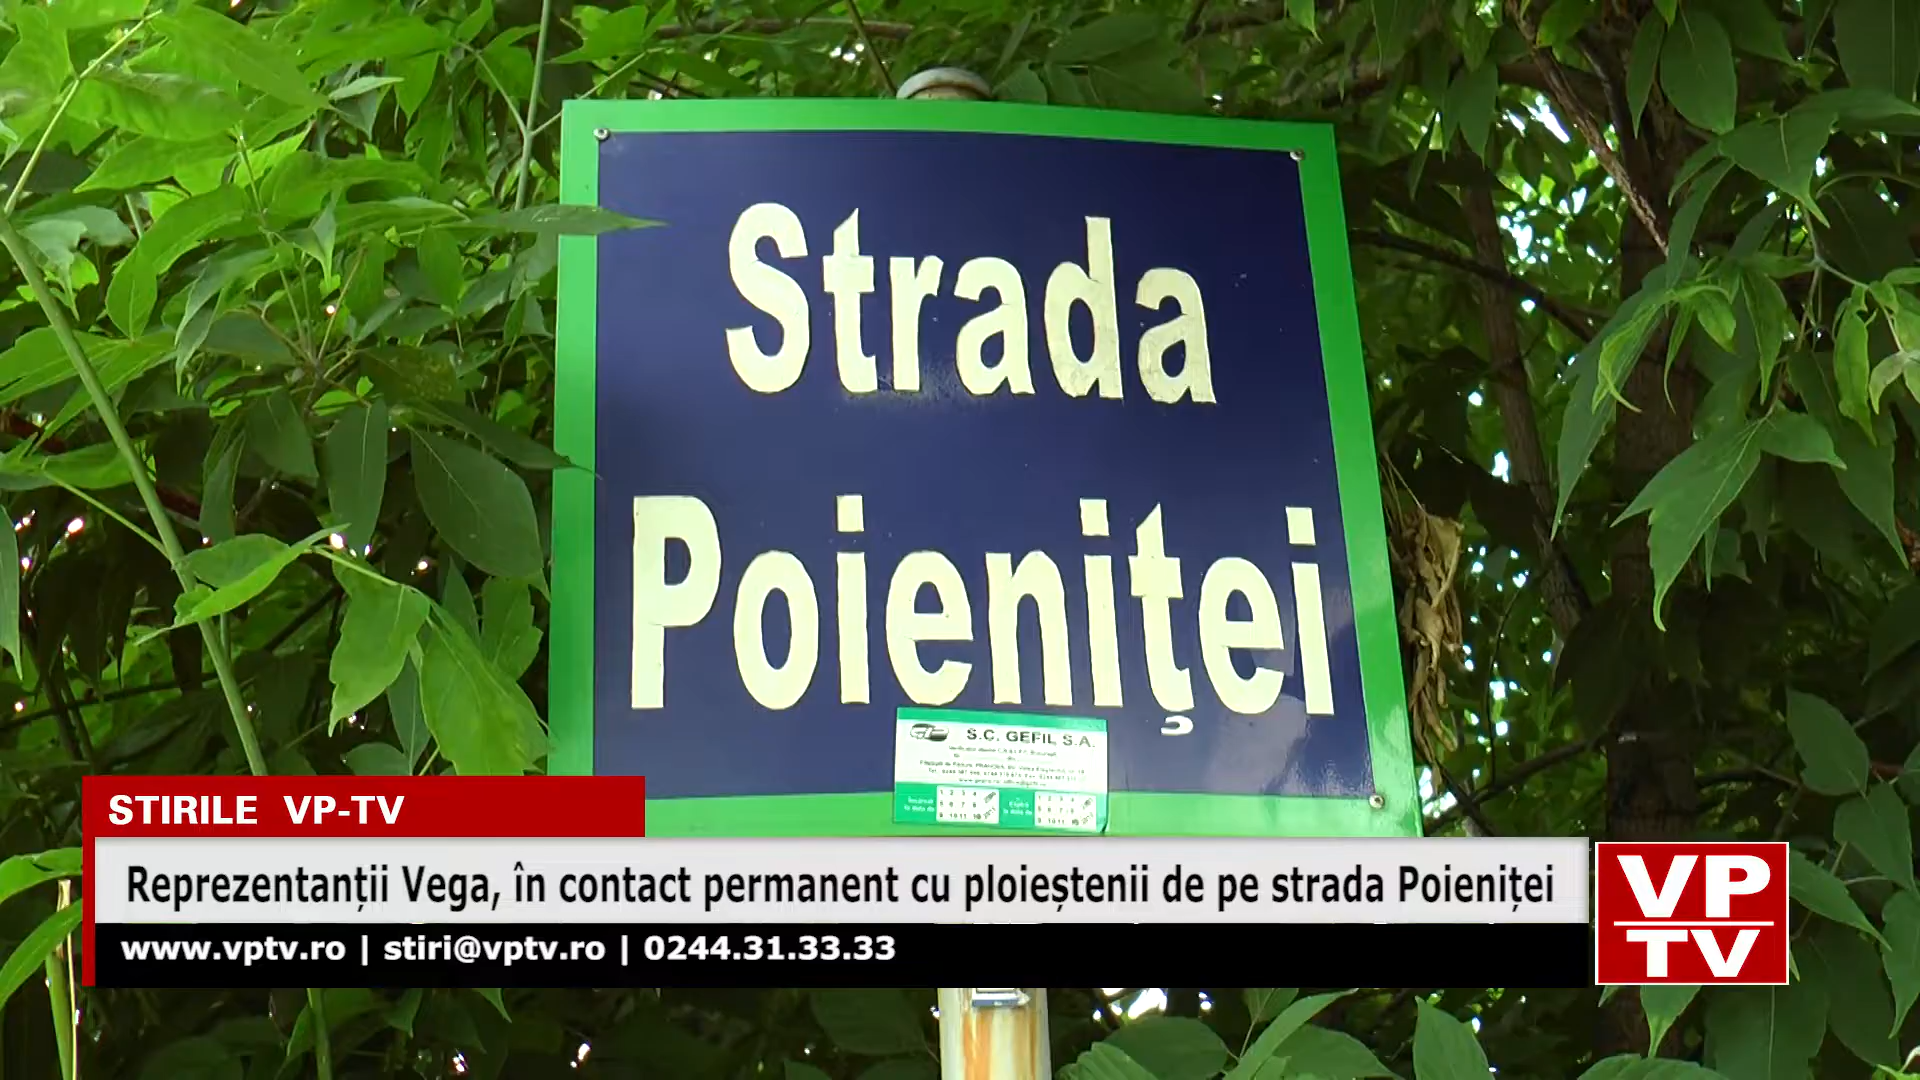 Strada
Poieniței
S.C. GEFIL S.A.
STIRILE VP-TV
Reprezentanții Vega, în contact permanent cu ploieștenii de pe strada Poieniței
www.vptv.ro | stiri@vptv.ro | 0244.31.33.33
VP
TV